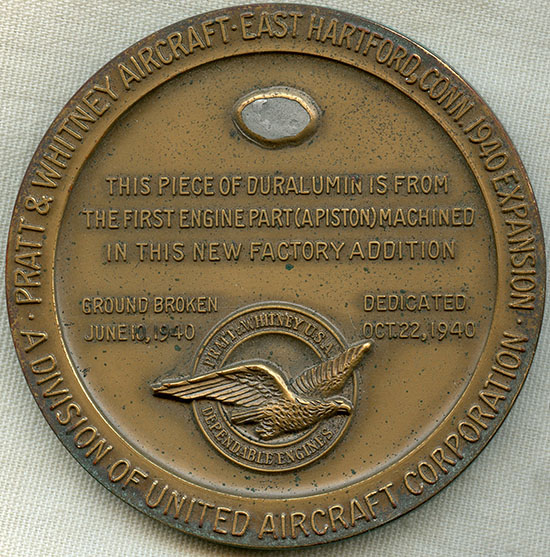 · PRATT & WHITNEY AIRCRAFT · EAST HARTFORD, CONN. 1940 EXPANSION ·
A DIVISION OF UNITED AIRCRAFT CORPORATION
THIS PIECE OF DURALUMIN IS FROM
THE FIRST ENGINE PART (A PISTON) MACHINED
IN THIS NEW FACTORY ADDITION
GROUND BROKEN
JUNE 10, 1940
DEDICATED
OCT. 22, 1940
PRATT & WHITNEY U.S.A.
DEPENDABLE ENGINES